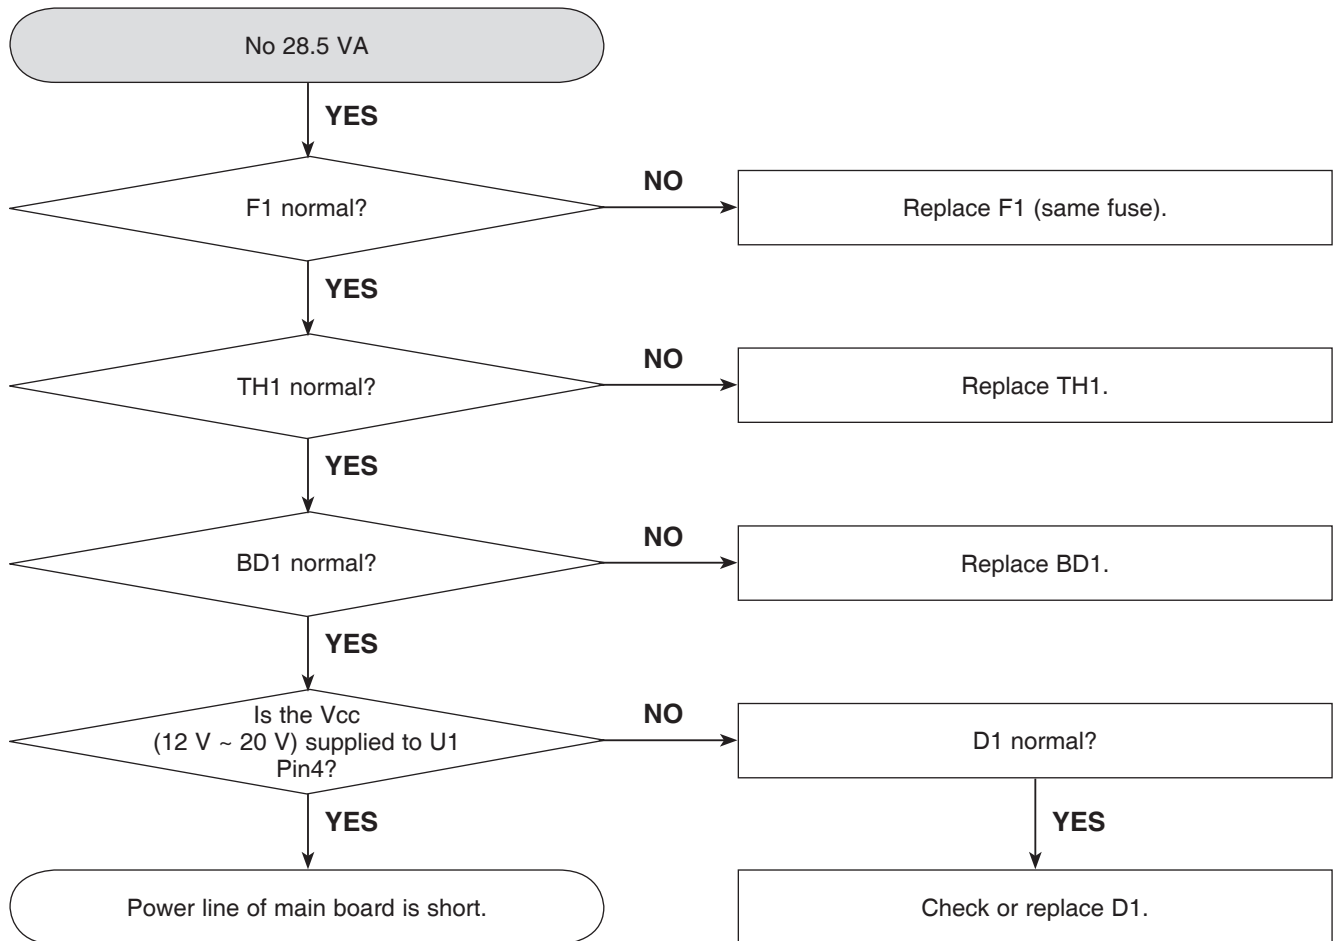 No 28.5 VA
YES
F1 normal?
NO
Replace F1 (same fuse).
YES
TH1 normal?
NO
Replace TH1.
YES
BD1 normal?
NO
Replace BD1.
YES
Is the Vcc
(12 V ~ 20 V) supplied to U1
Pin4?
NO
D1 normal?
YES
YES
Power line of main board is short.
Check or replace D1.